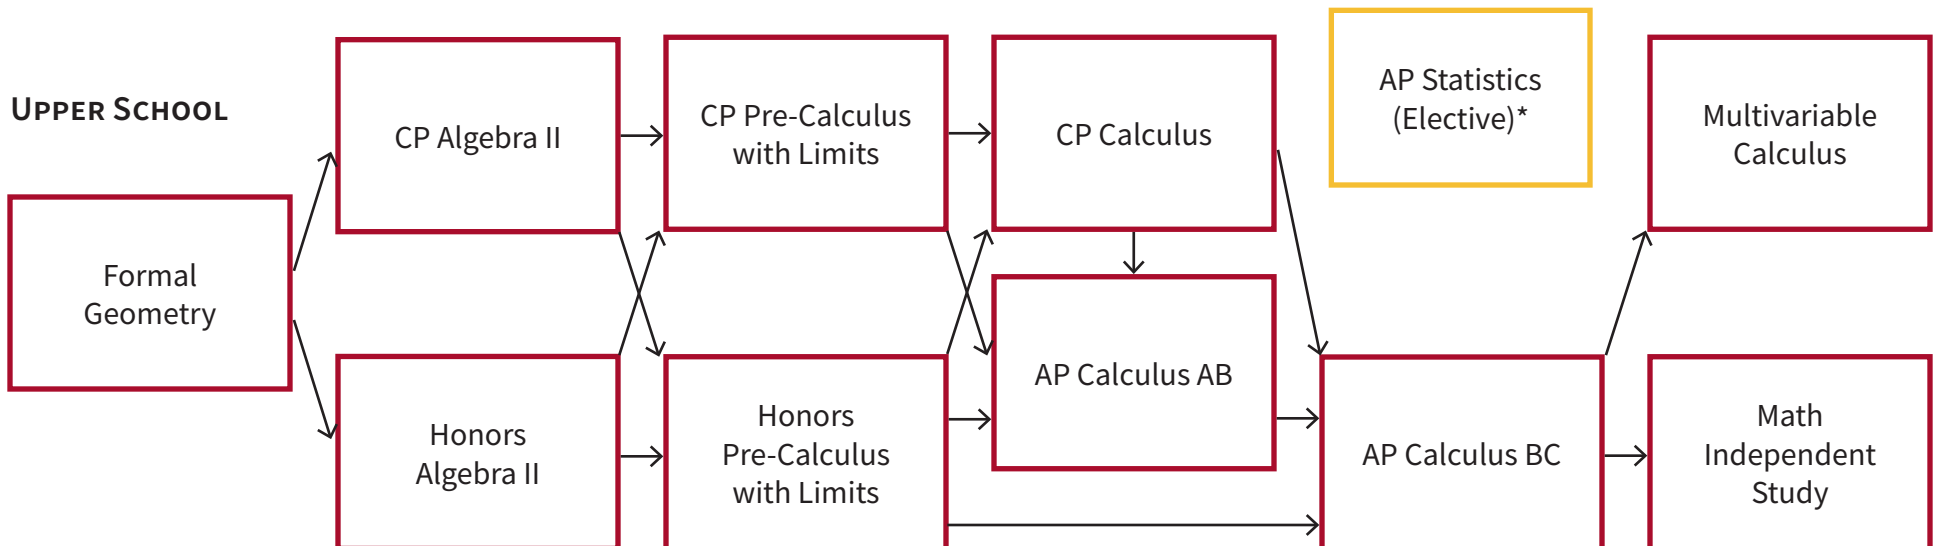 UPPER SCHOOL
Formal
Geometry
CP Algebra II
Honors
Algebra II
CP Pre-Calculus
with Limits
Honors
Pre-Calculus
with Limits
CP Calculus
AP Calculus AB
AP Statistics
(Elective)*
AP Calculus BC
Multivariable
Calculus
Math
Independent
Study